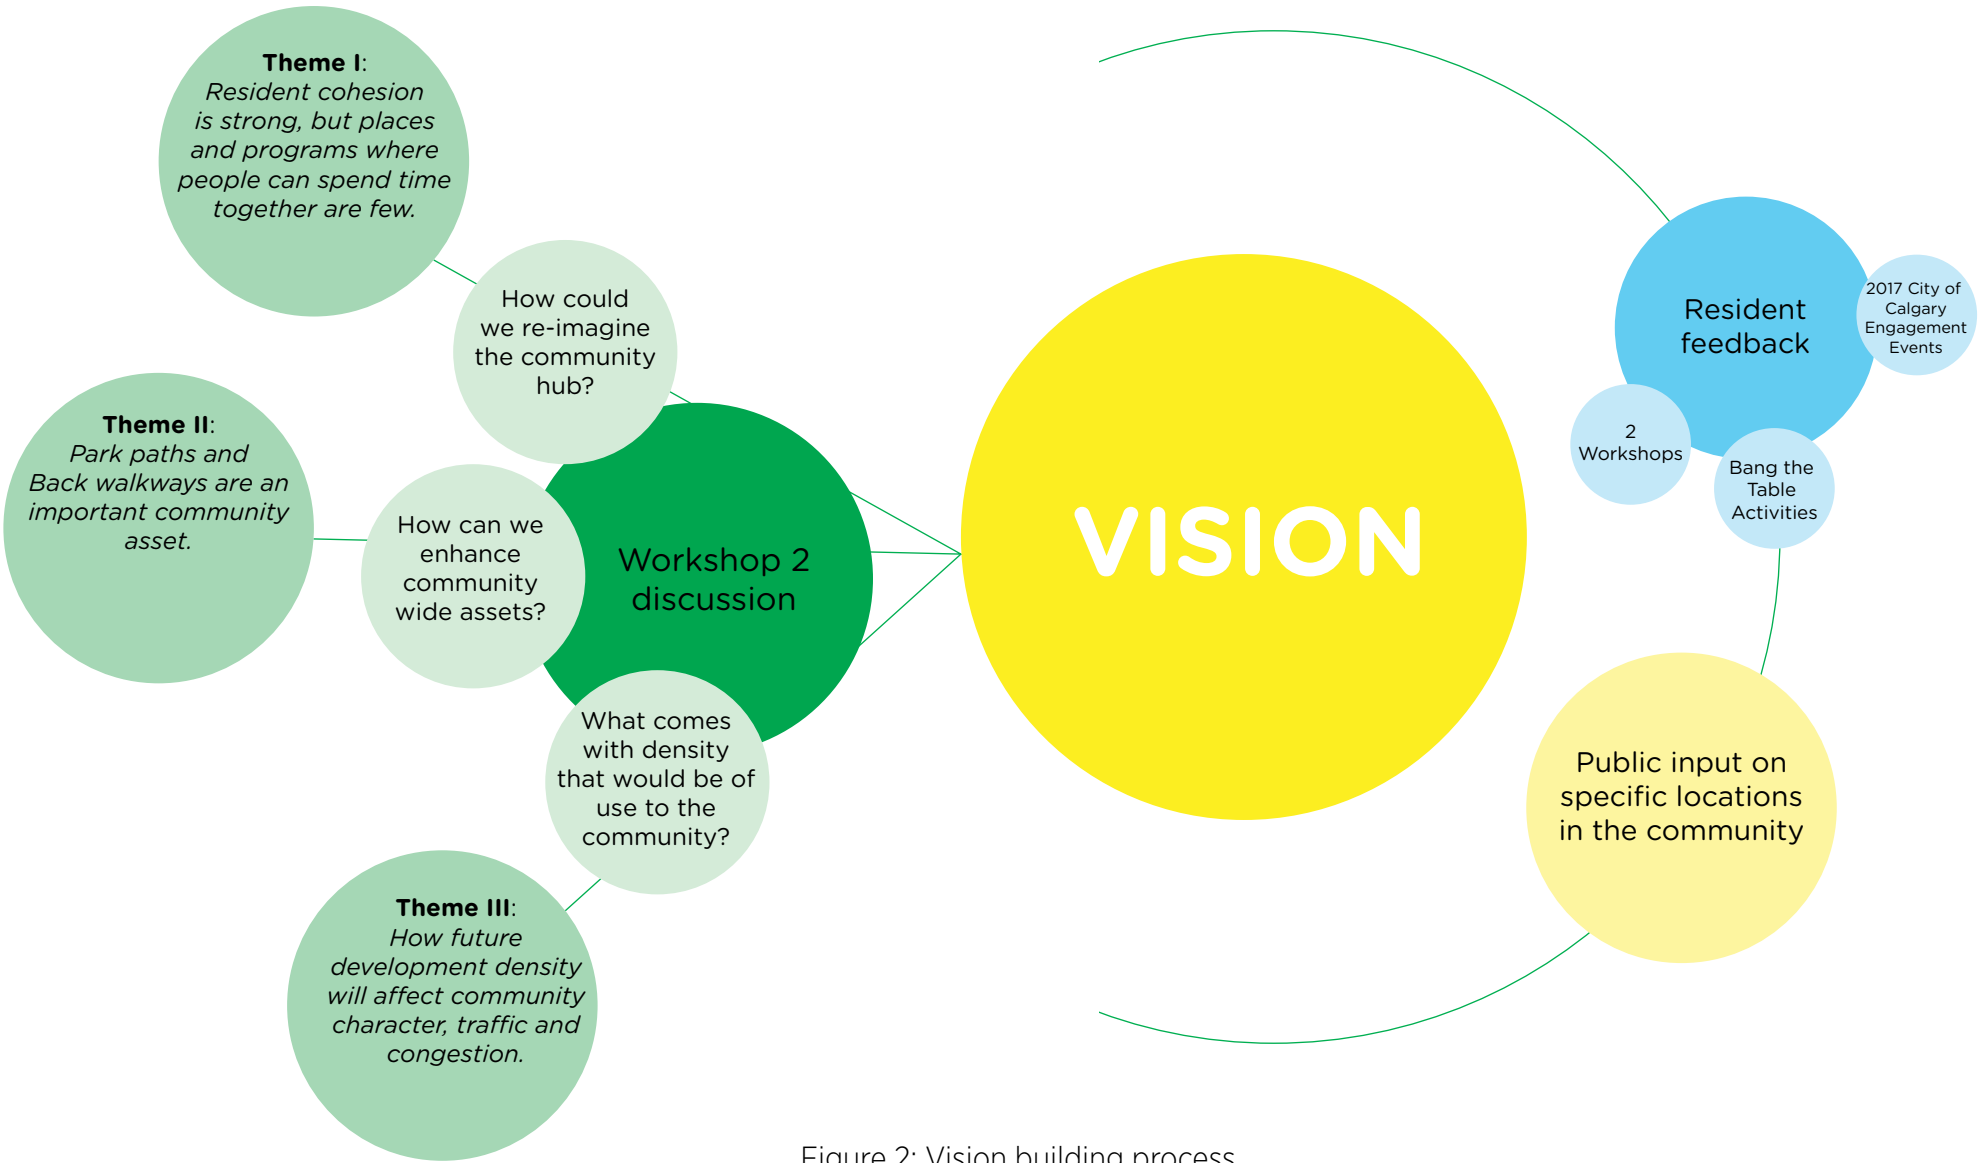 Theme I:
Resident cohesion
is strong, but places
and programs where
people can spend time
together are few.
How could
we re-imagine
the community
hub?
Theme II:
Park paths and
Back walkways are an
important community
asset.
How can we
enhance
community
wide assets?
Workshop 2
discussion
What comes
with density
that would be of
use to the
community?
Theme III:
How future
development density
will affect community
character, traffic and
congestion.
VISION
Resident
feedback
2017 City of
Calgary
Engagement
Events
2
Workshops
Bang the
Table
Activities
Public input on
specific locations
in the community
Figure 2: Vision building process